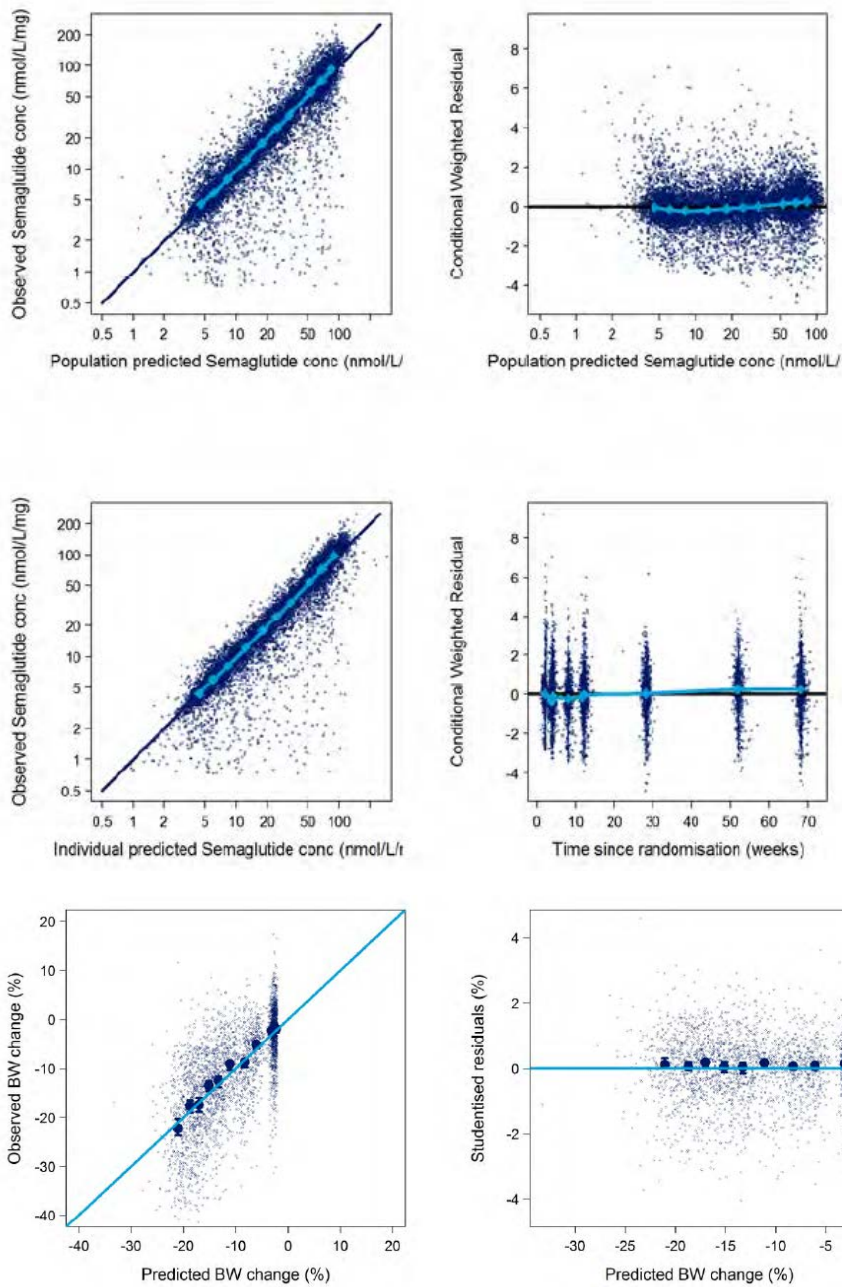 Observed Semaglutide conc (nmol/L/mg)
200
100
50
20
10
5
2
1
0.5
0.5 1 2 5 10 20 50 100
Population predicted Semaglutide conc (nmol/L/
Conditional Weighted Residual
8
6
4
2
0
-2
-4
0.5 1 2 5 10 20 50 100
Population predicted Semaglutide conc (nmol/L/
Observed Semaglutide conc (nmol/L/mg)
200
100
50
20
10
5
2
1
0.5
0.5 1 2 5 10 20 50 100
Individual predicted Semaglutide conc (nmol/L/
Conditional Weighted Residual
8
6
4
2
0
-2
-4
0 10 20 30 40 50 60 70
Time since randomisation (weeks)
Observed BW change (%)
20
10
0
-10
-20
-30
-40
-40 -30 -20 -10 0 10 20
Predicted BW change (%)
Studentised residuals (%)
4
2
0
-2
-4
-30 -25 -20 -15 -10 -5
Predicted BW change (%)